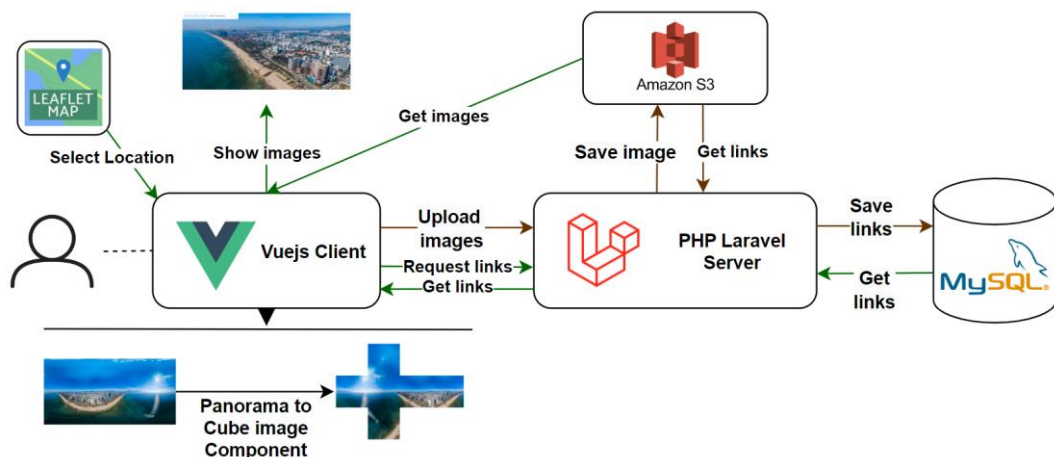 LEAFLET
MAP
Amazon S3
Get images
Select Location
Show images
Save image
Get links
Vuejs Client
Upload
images
Request links
Get links
PHP Laravel
Server
Save
links
Get
links
MySQL®
Panorama to
Cube image
Component